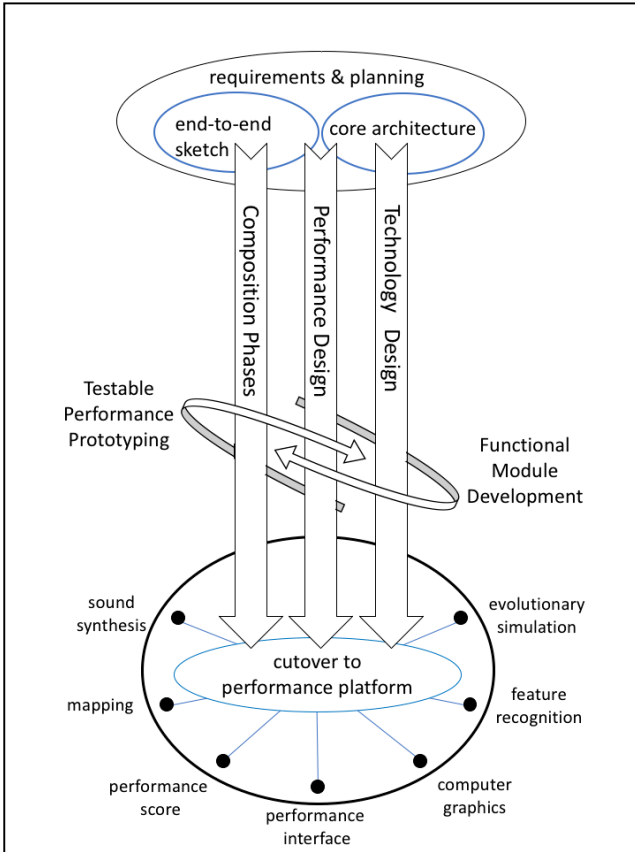 requirements & planning
end-to-end
sketch
core architecture
Composition Phases
Performance Design
Technology Design
Testable
Performance
Prototyping
Functional
Module
Development
sound
synthesis
evolutionary
simulation
cutover to
performance platform
mapping
feature
recognition
performance
score
computer
graphics
performance
interface